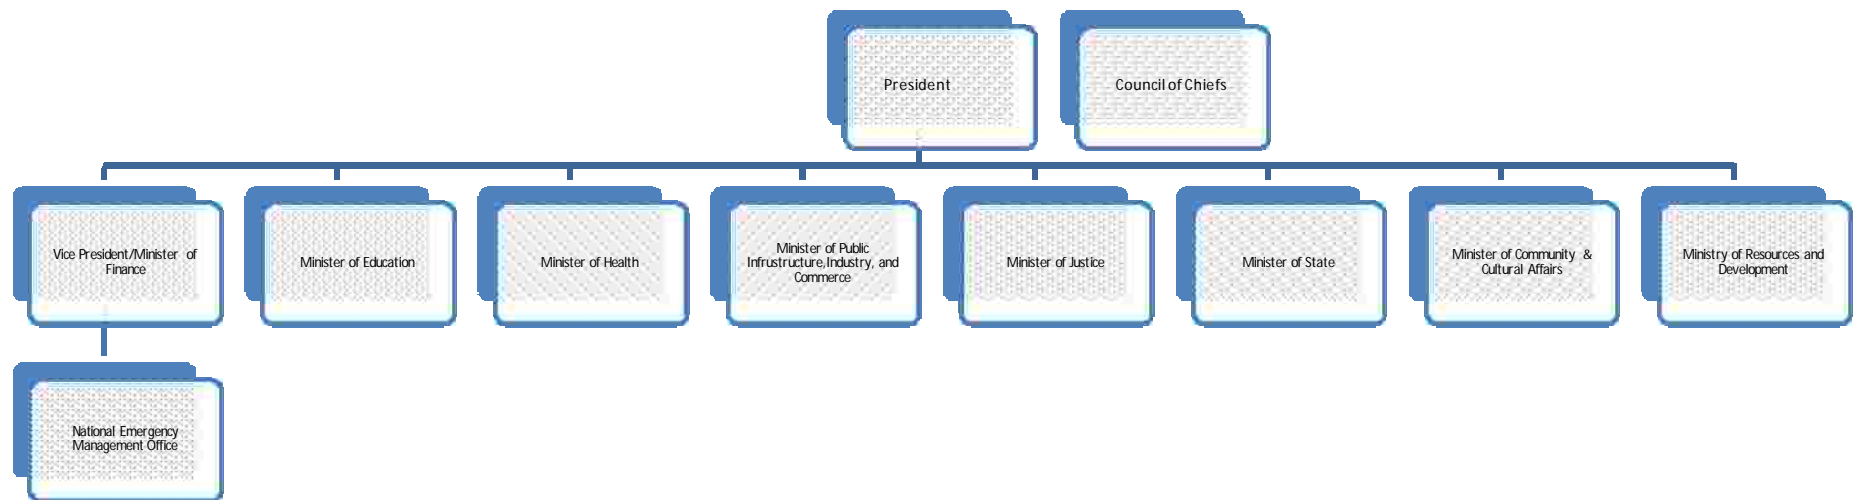 President
Council of Chiefs
Vice President/Minister of
Finance
Minister of Education
Minister of Health
Minister of Public
Infrustructure,Industry, and
Commerce
Minister of Justice
Minister of State
Minister of Community &
Cultural Affairs
Ministry of Resources and
Development
National Emergency
Management Office